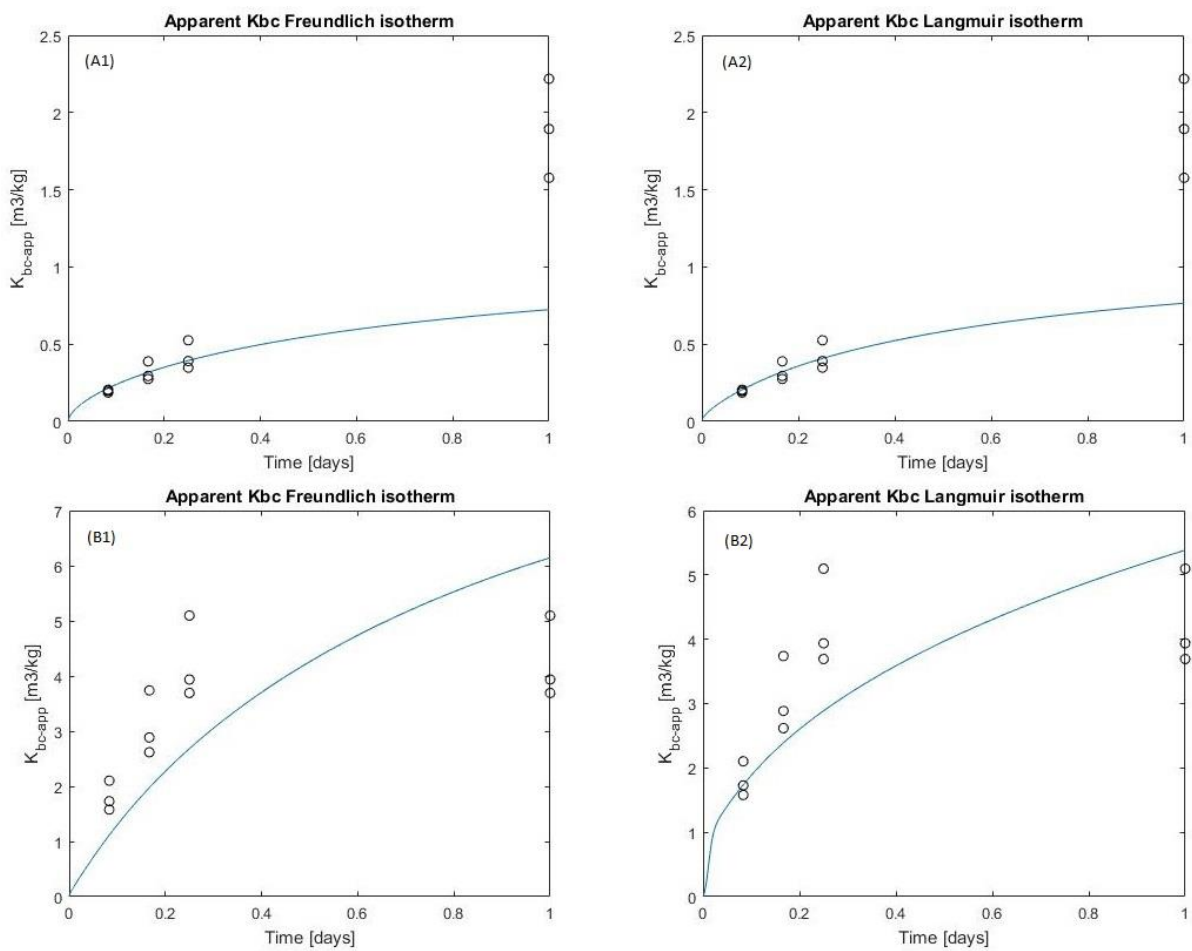 Apparent Kbc Freundlich isotherm
(A1)
2.5
2
1.5
1
0.5
0
K_bc-app [m3/kg]
0 0.2 0.4 0.6 0.8 1
Time [days]
Apparent Kbc Langmuir isotherm
(A2)
2.5
2
1.5
1
0.5
0
K_bc-app [m3/kg]
0 0.2 0.4 0.6 0.8 1
Time [days]
Apparent Kbc Freundlich isotherm
(B1)
7
6
5
4
3
2
1
0
K_bc-app [m3/kg]
0 0.2 0.4 0.6 0.8 1
Time [days]
Apparent Kbc Langmuir isotherm
(B2)
6
5
4
3
2
1
0
K_bc-app [m3/kg]
0 0.2 0.4 0.6 0.8 1
Time [days]